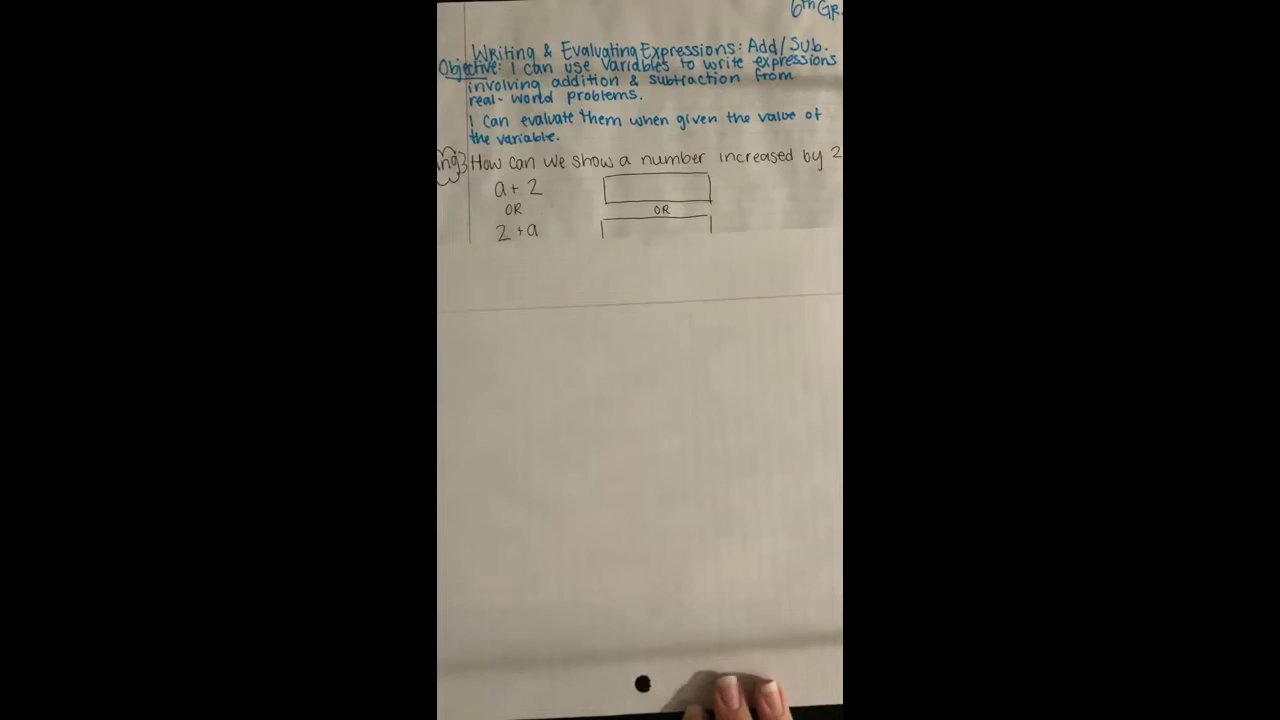 6th GR.
Writing & Evaluating Expressions: Add/Sub.
Objective: I can use variables to write expressions
involving addition & subtraction from
real-world problems.
I can evaluate them when given the value of
the variable.
How can we show a number increased by 2
a + 2
OR OR
2 + a